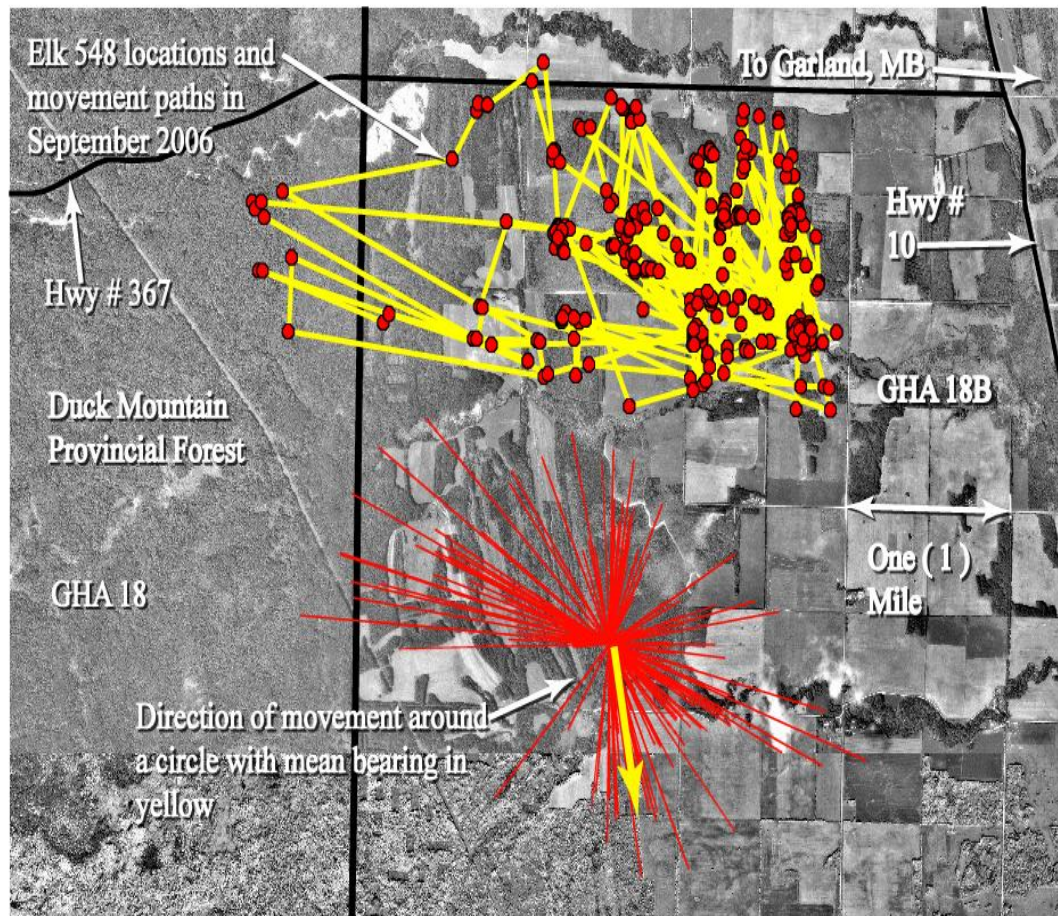 Elk 548 locations and
movement paths in
September 2006
To Garland, MB
Hwy #
10
Hwy # 367
Duck Mountain
Provincial Forest
GHA 18B
GHA 18
One ( 1 )
Mile
Direction of movement around
a circle with mean bearing in
yellow